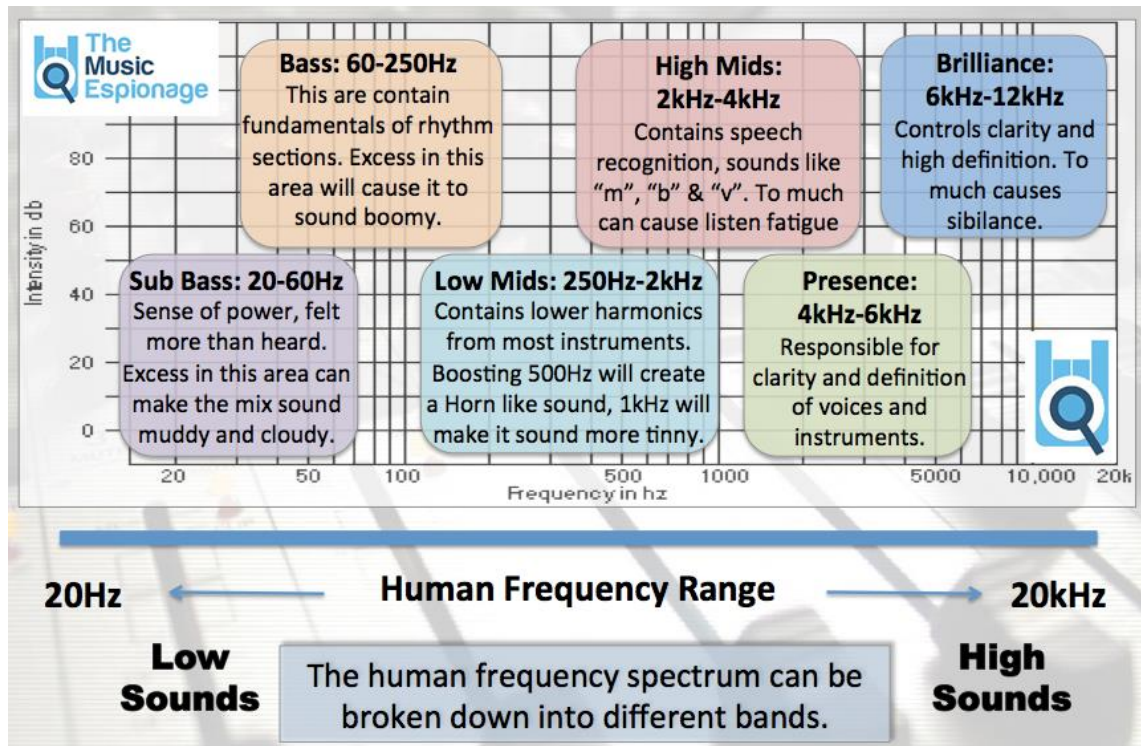 The
Music
Espionage
Bass: 60-250Hz
This are contain
fundamentals of rhythm
sections. Excess in this
area will cause it to
sound boomy.
High Mids:
2kHz-4kHz
Contains speech
recognition, sounds like
“m”, “b” & “v”. To much
can cause listen fatigue
Brilliance:
6kHz-12kHz
Controls clarity and
high definition. To
much causes
sibilance.
Sub Bass: 20-60Hz
Sense of power, felt
more than heard.
Excess in this area can
make the mix sound
muddy and cloudy.
Low Mids: 250Hz-2kHz
Contains lower harmonics
from most instruments.
Boosting 500Hz will create
a Horn like sound, 1kHz will
make it sound more tinny.
Presence:
4kHz-6kHz
Responsible for
clarity and definition
of voices and
instruments.
Intensity in db
80
60
40
20
0
20 50 100 500 1000 5000 10,000 20k
Frequency in hz
20Hz
Human Frequency Range
20kHz
Low
Sounds
High
Sounds
The human frequency spectrum can be
broken down into different bands.